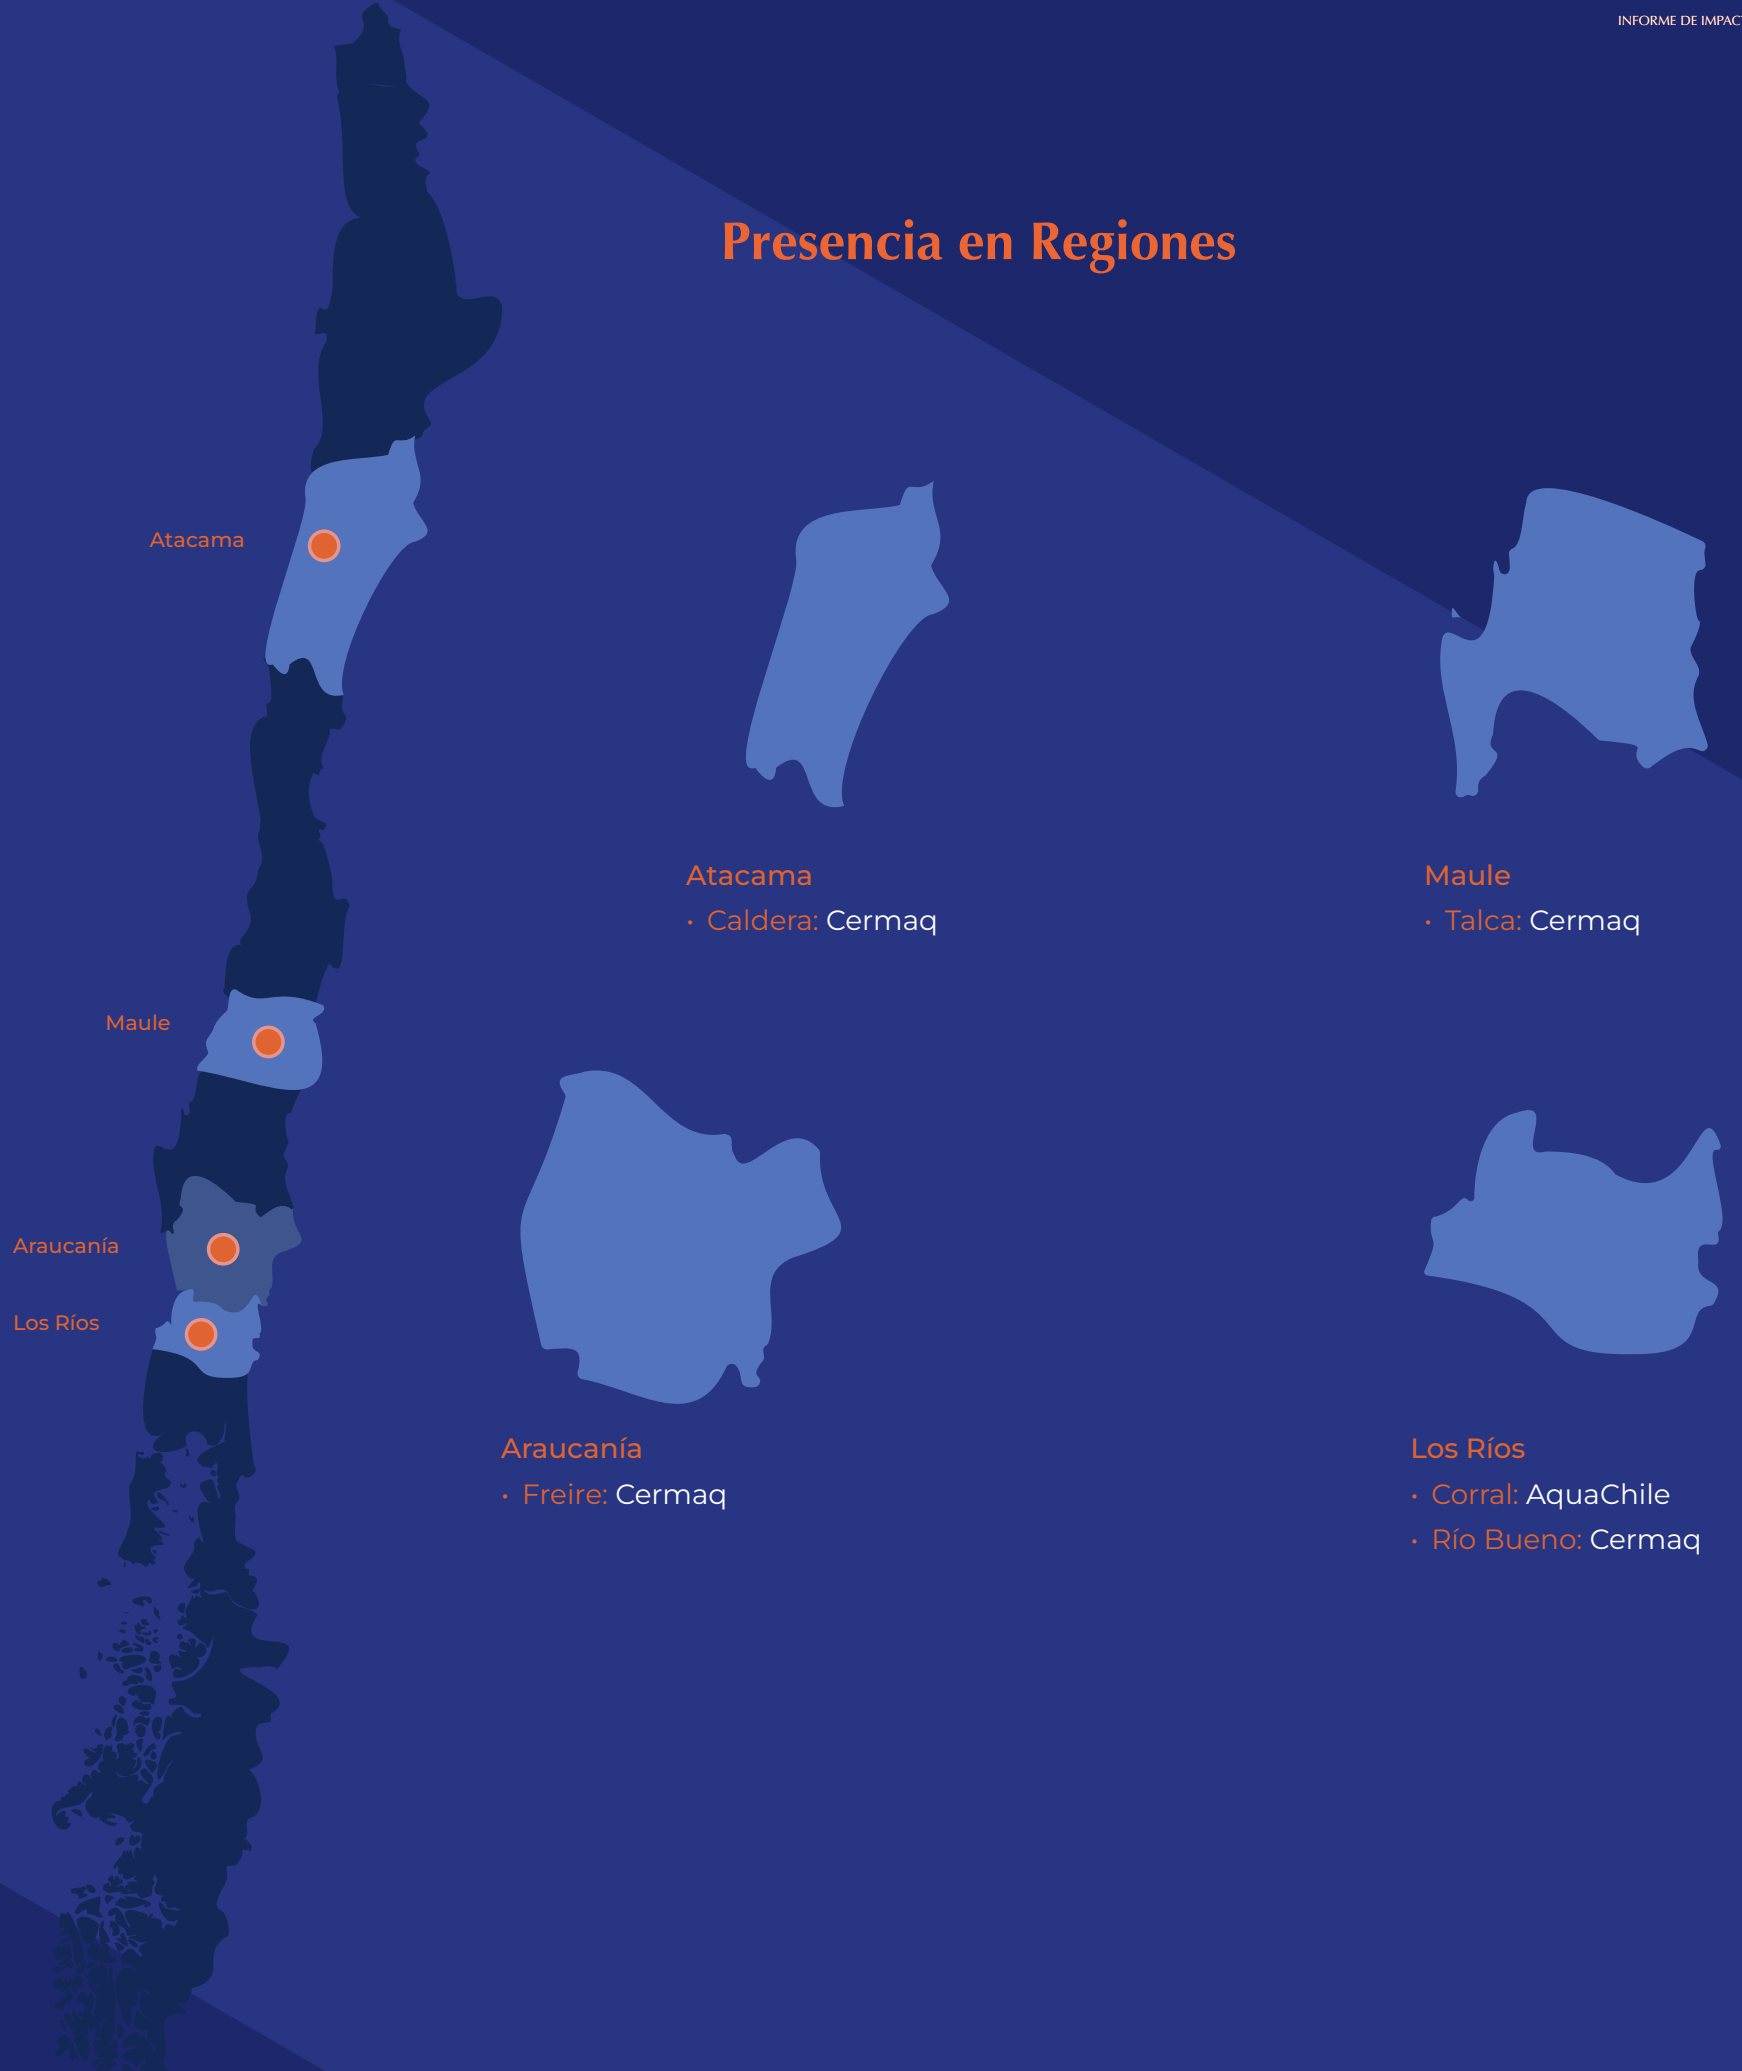 INFORME DE
Presencia en Regiones
Atacama
Atacama
• Caldera: Cermaq
Maule
• Talca: Cermaq
Maule
Araucanía
Los Ríos
Araucanía
• Freire: Cermaq
Los Ríos
• Corral: AquaChile
• Río Bueno: Cermaq